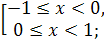 [−1 ≤ x < 0,
0 ≤ x < 1;